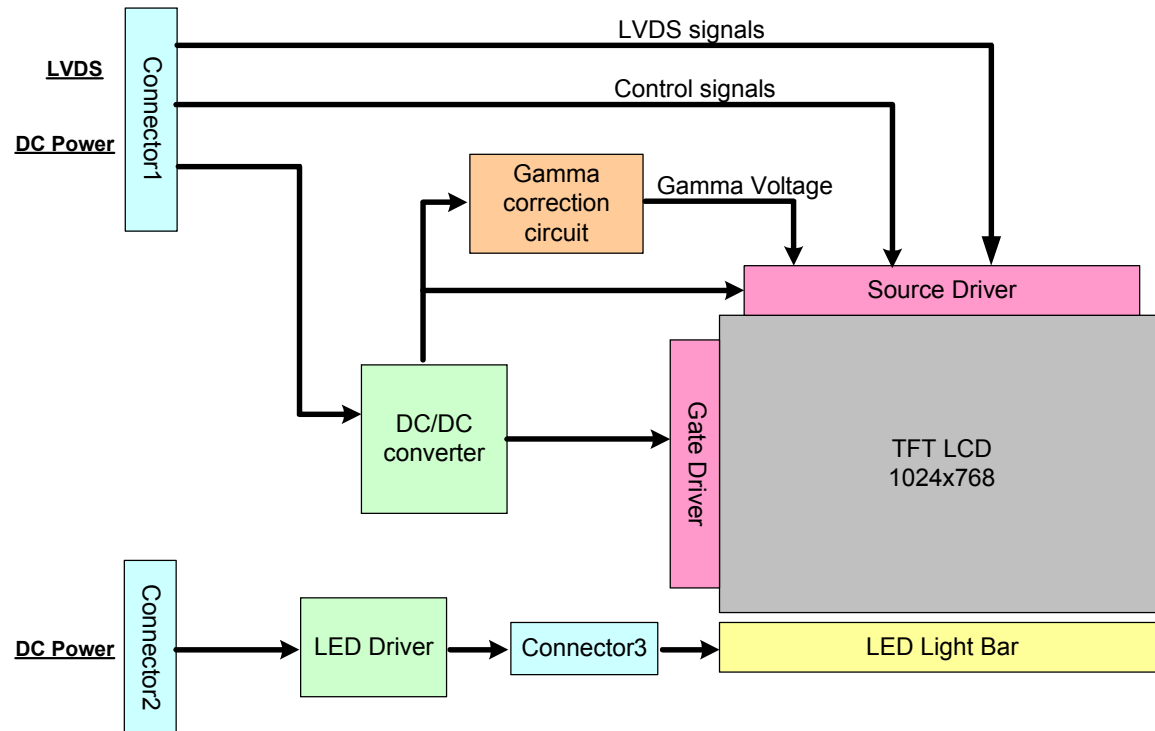 LVDS signals
LVDS
Connector1
Control signals
DC Power
Gamma
correction
circuit
Gamma Voltage
Source Driver
DC/DC
converter
Gate Driver
TFT LCD
1024x768
DC Power
Connector2
LED Driver
Connector3
LED Light Bar